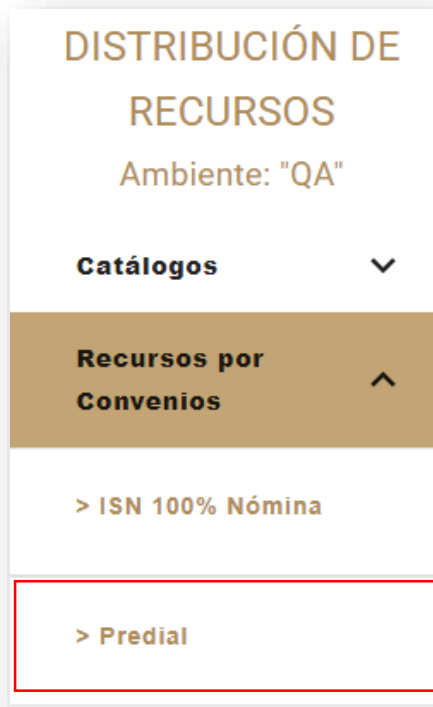 DISTRIBUCIÓN DE
RECURSOS
Ambiente: "QA"
Catálogos
Recursos por
Convenios
> ISN 100% Nómina
> Predial